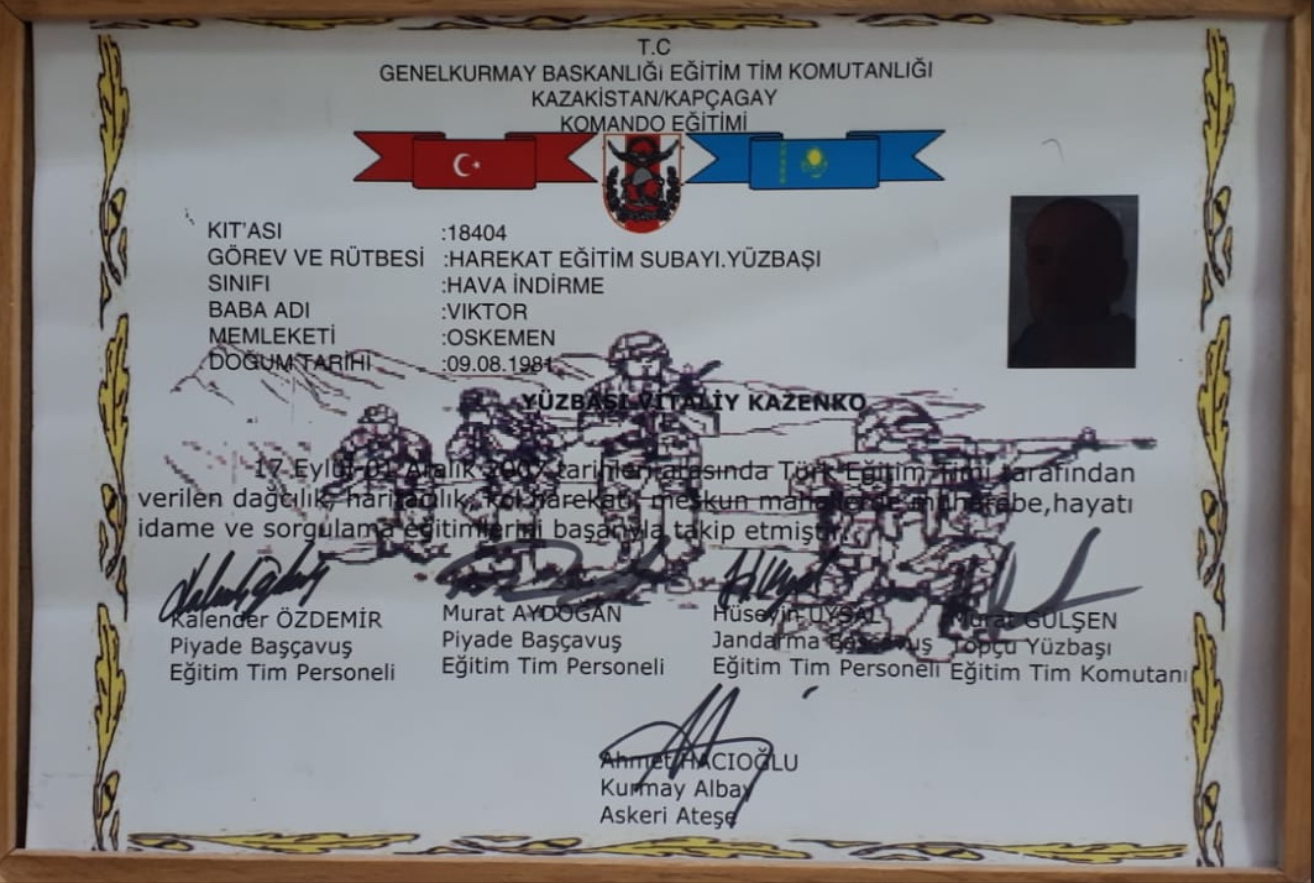 T.C
GENELKURMAY BASKANLIĞI EĞİTİM TİM KOMUTANLIĞI
KAZAKİSTAN/KAPÇAGAY
KOMANDO EĞİTİMİ
KIT'ASI :18404
GÖREV VE RÜTBESİ :HAREKAT EĞİTİM SUBAYI.YÜZBAŞI
SINIFI :HAVA İNDİRME
BABA ADI :VIKTOR
MEMLEKETİ :OSKEMEN
DOĞUM TARİHİ :09.08.1981
YÜZBAŞI VİTALİY KAZENKO
17 Eylül-01 Aralık 2007 tarihleri arasında Türk Eğitim Timi tarafından
verilen dağcılık, haritacılık, kol harekatı, meskun mahallerde muharebe,hayatı
idame ve sorgulama eğitimlerini başarıyla takip etmiştir.
Kalender ÖZDEMİR
Piyade Başçavuş
Eğitim Tim Personeli
Murat AYDOĞAN
Piyade Başçavuş
Eğitim Tim Personeli
Hüseyin UYSAL
Jandarma Başçavuş
Eğitim Tim Personeli
Murat GÜLŞEN
Topçu Yüzbaşı
Eğitim Tim Komutanı
Ahmet HACIOĞLU
Kurmay Albay
Askeri Ateşe